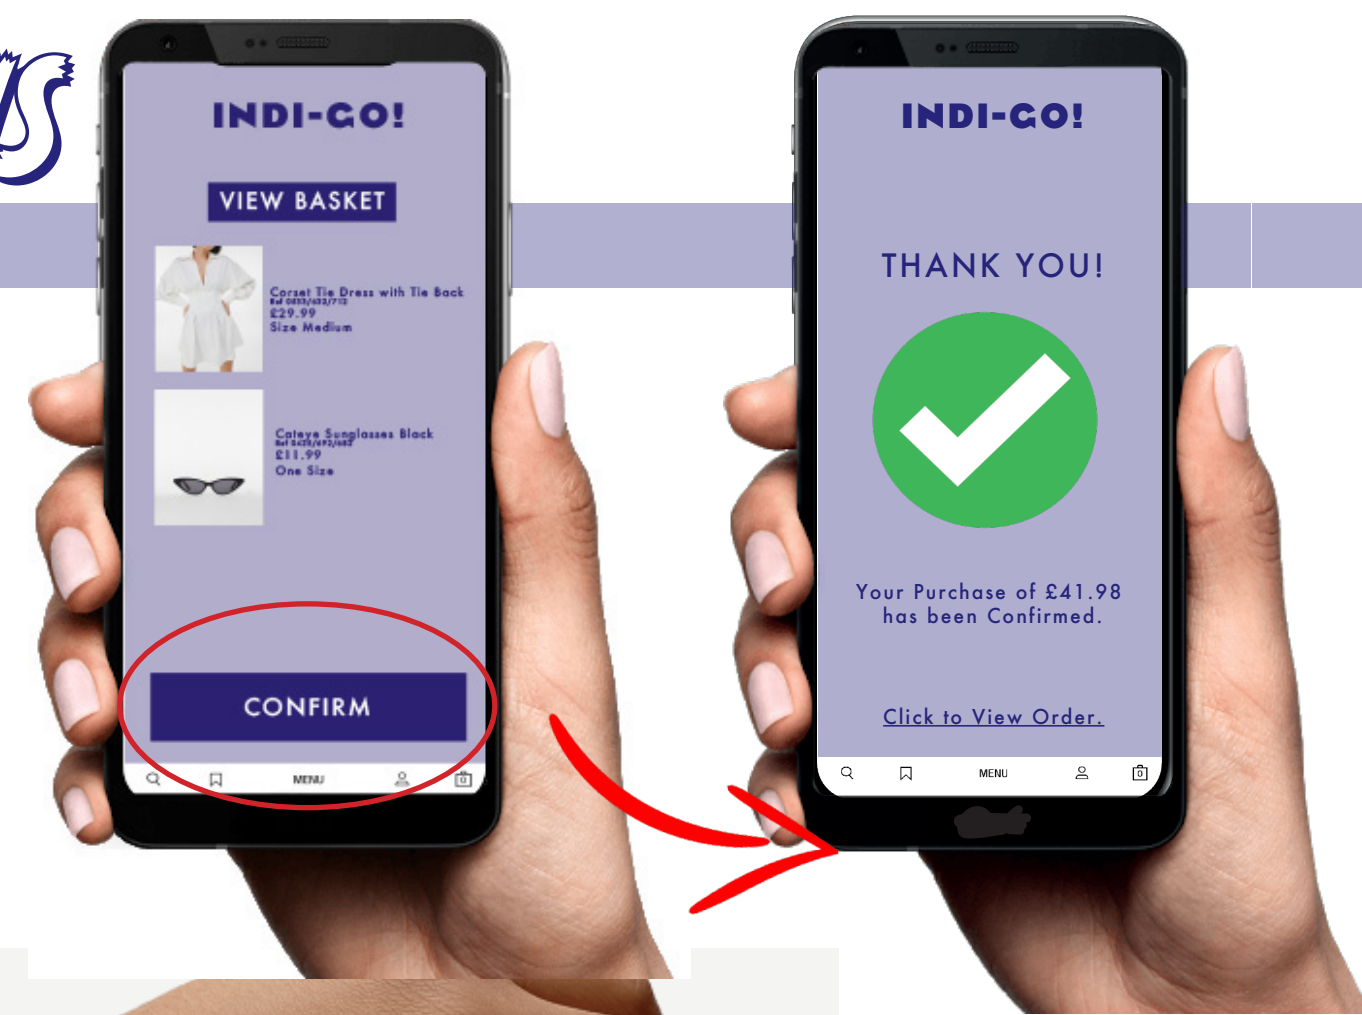 INDI-GO!
VIEW BASKET
Corset Tie Dress with Tie Back
£29.99
Size Medium
Cateye Sunglasses Black
£11.99
One Size
CONFIRM
MENU
0
INDI-GO!
THANK YOU!
Your Purchase of £41.98
has been Confirmed.
Click to View Order.
MENU
0